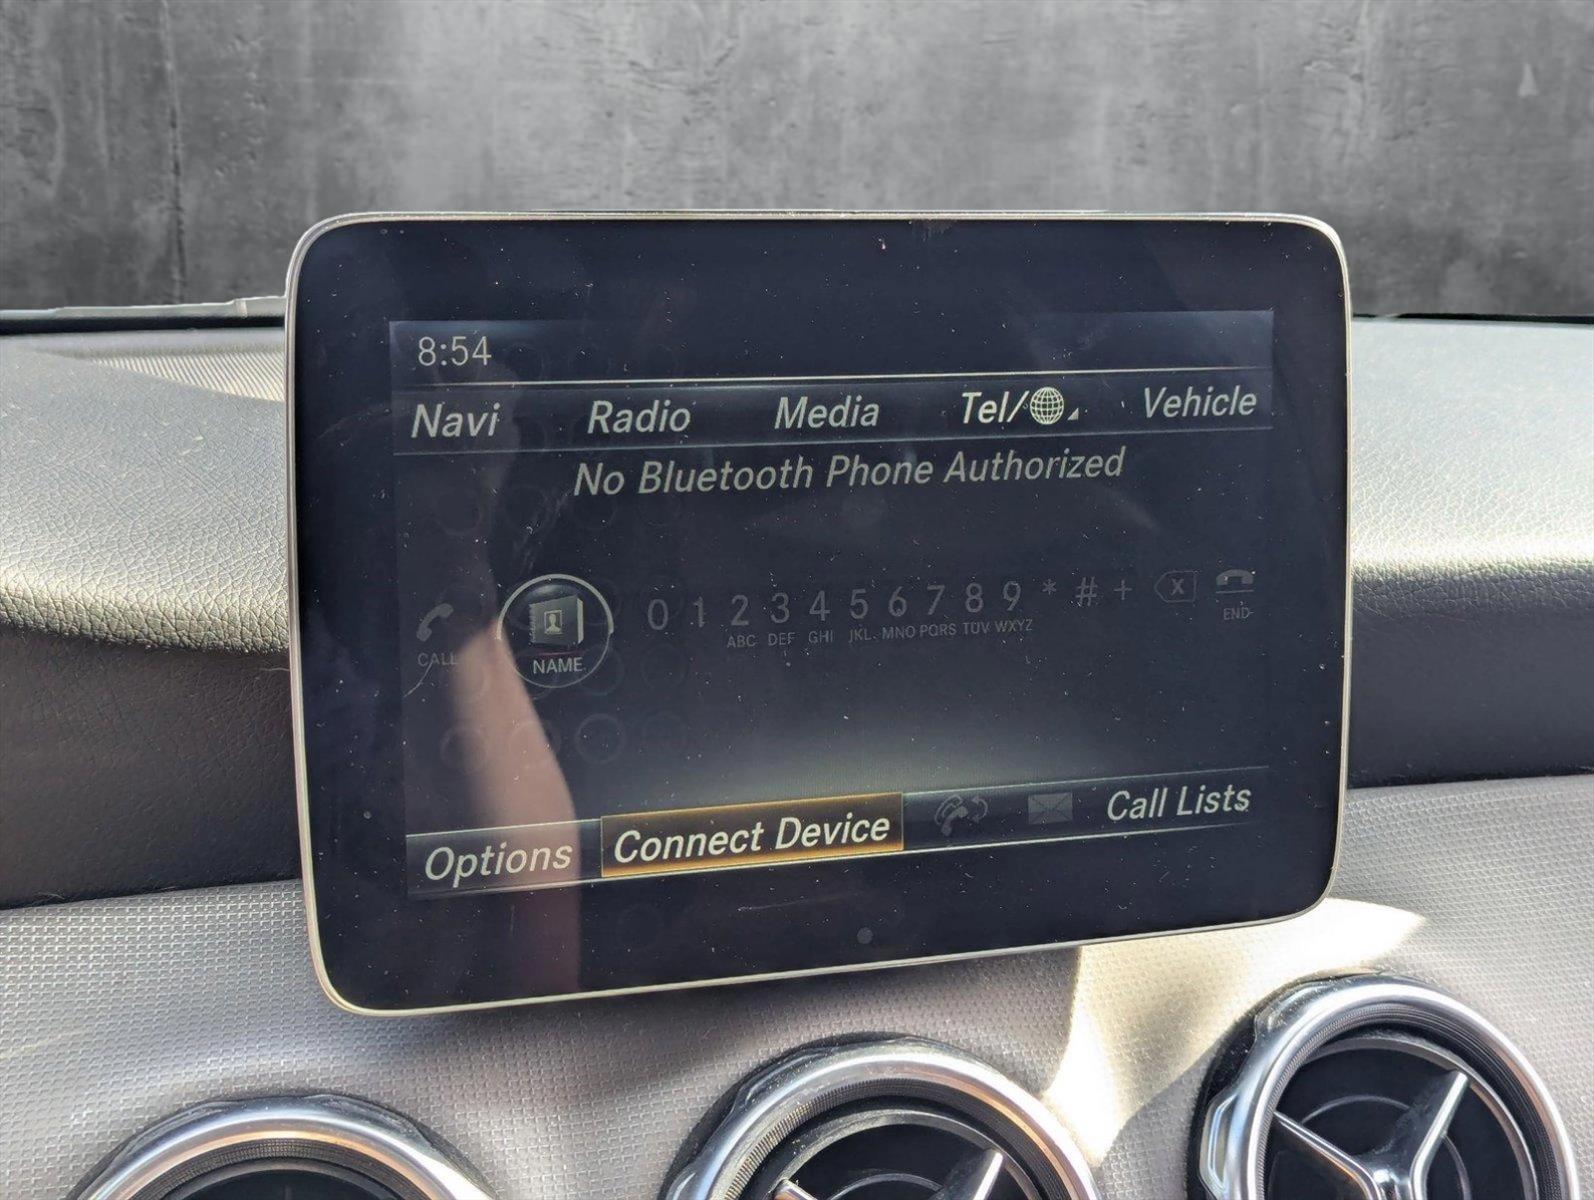 8:54
Navi Radio Media Tel/ Vehicle
No Bluetooth Phone Authorized
CALL NAME 0 1 2 3 4 5 6 7 8 9 * # + X END
ABC DEF GHI JKL MNO PQRS TUV WXYZ
Options Connect Device Call Lists